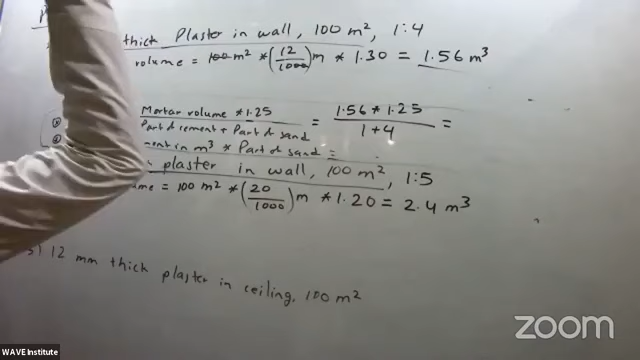 thick Plaster in wall, 100 m², 1:4
volume = 100 m² * (12/1000)m * 1.30 = 1.56 m³
Mortar volume * 1.25 / Part of cement + Part of sand = 1.56 * 1.25 / 1+4 =
ment in m³ * Part of sand =
plaster in wall, 100 m², 1:5
me = 100 m² * (20/1000)m * 1.20 = 2.4 m³
12 mm thick plaster in ceiling, 100 m²
zoom
WAVE Institute